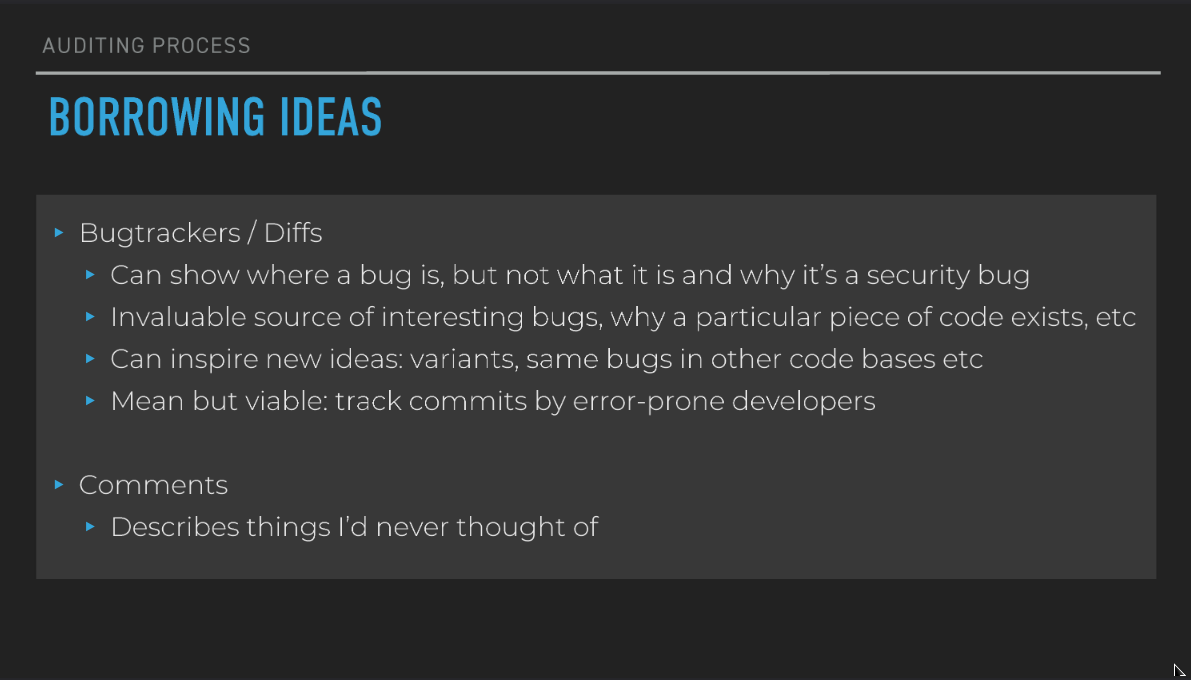 AUDITING PROCESS
BORROWING IDEAS
Bugtrackers / Diffs
Can show where a bug is, but not what it is and why it's a security bug
Invaluable source of interesting bugs, why a particular piece of code exists, etc
Can inspire new ideas: variants, same bugs in other code bases etc
Mean but viable: track commits by error-prone developers
Comments
Describes things I'd never thought of